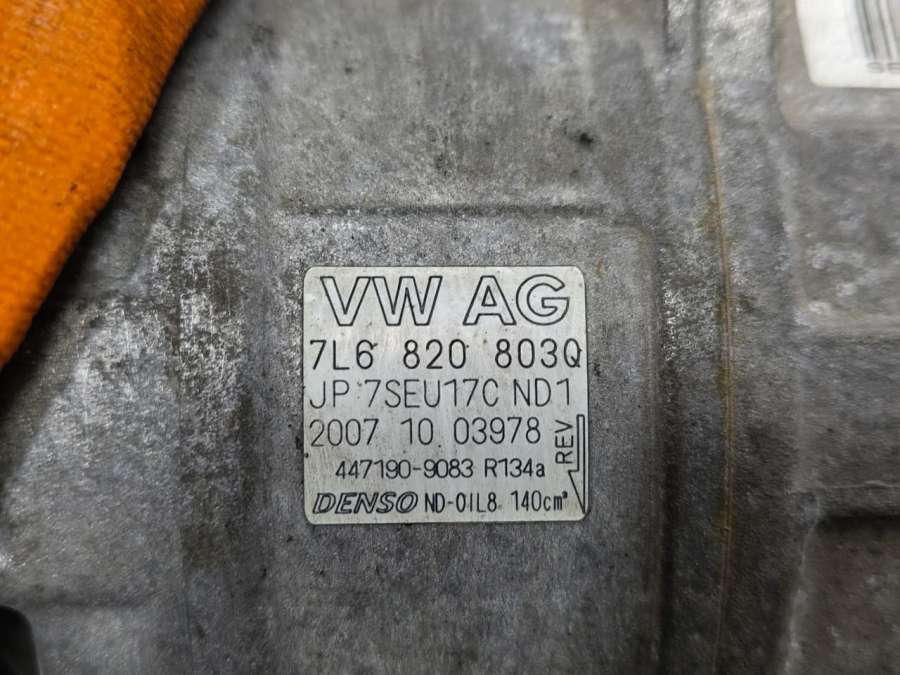 VW AG
7L6 820 803Q
JP 7SEU17C ND1
2007 10 03978
REV
447190-9083 R134a
DENSO ND-OIL8 140cm³